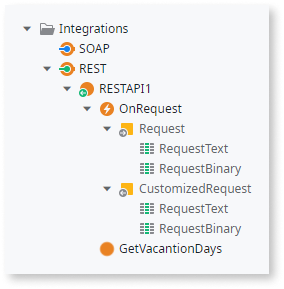 Integrations
SOAP
REST
RESTAPI1
OnRequest
Request
RequestText
RequestBinary
CustomizedRequest
RequestText
RequestBinary
GetVacantionDays